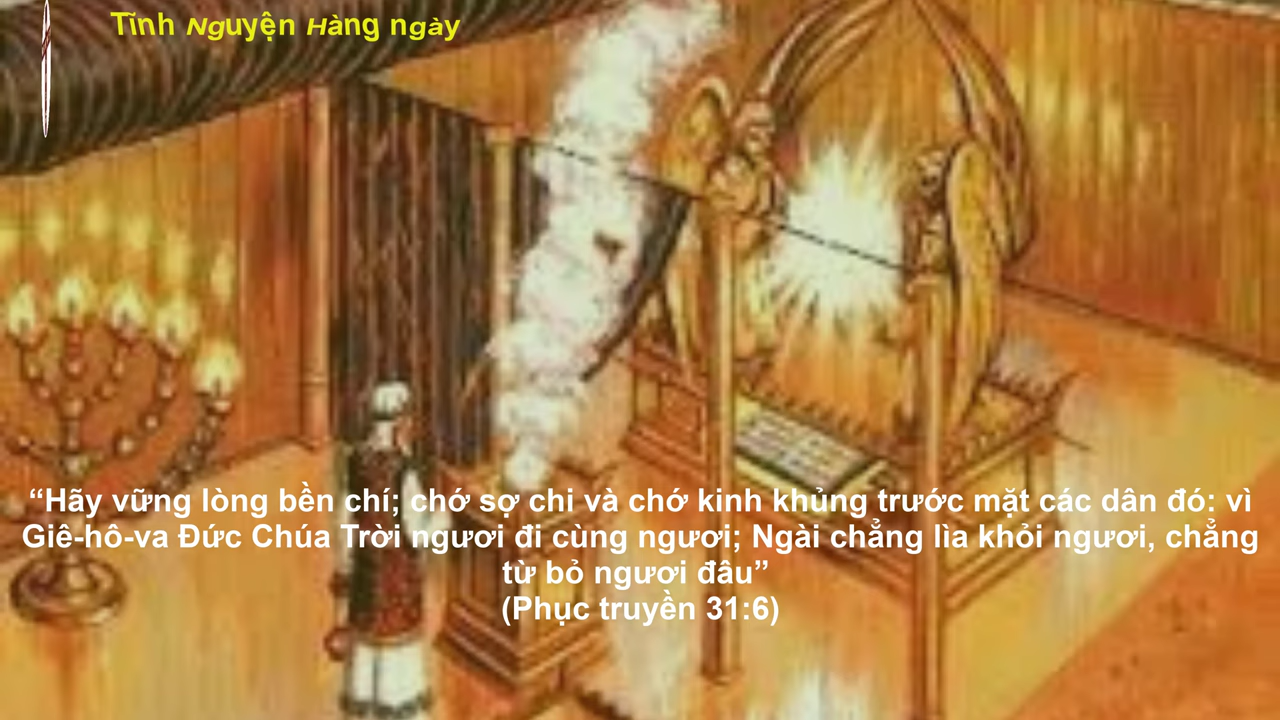 Tĩnh Nguyện Hàng ngày
“Hãy vững lòng bền chí; chớ sợ chi và chớ kinh khủng trước mặt các dân đó: vì
Giê-hô-va Đức Chúa Trời ngươi đi cùng ngươi; Ngài chẳng lìa khỏi ngươi, chẳng
từ bỏ ngươi đâu”
(Phục truyền 31:6)